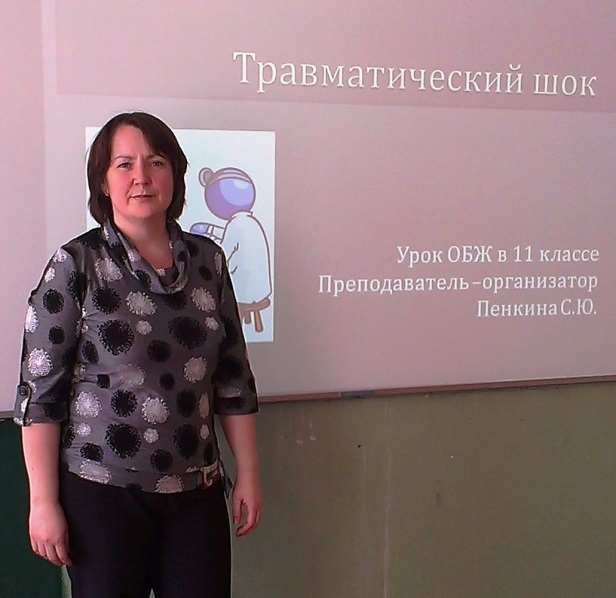 Травматический шок
Урок ОБЖ в 11 классе
Преподаватель –организатор
Пенкина С.Ю.